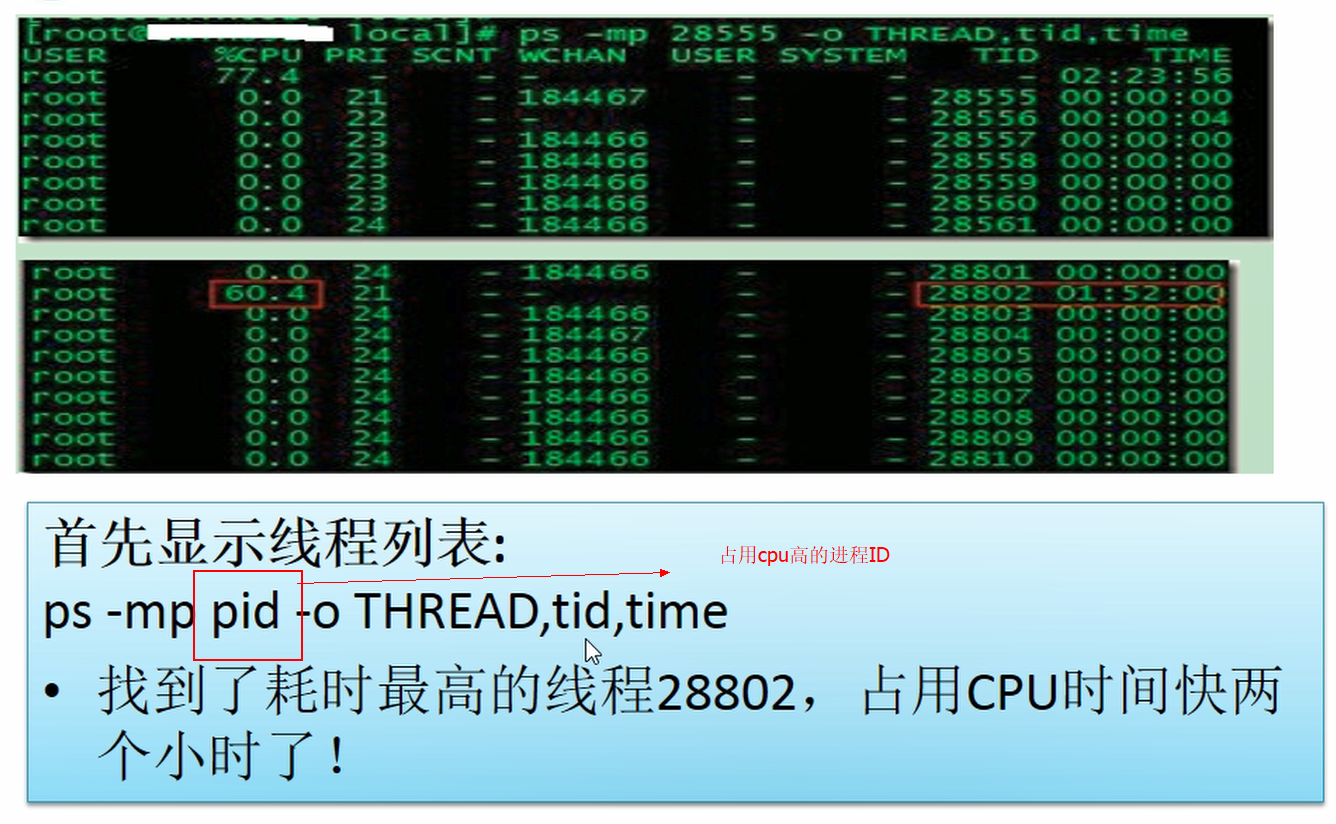 [root@ local]# ps -mp 28555 -o THREAD,tid,time
USER %CPU PRI SCNT WCHAN USER SYSTEM TID TIME
root 77.4 - - - - - - 02:23:56
root 0.0 21 - 184467 - - 28555 00:00:00
root 0.0 22 - - - - 28556 00:00:04
root 0.0 23 - 184466 - - 28557 00:00:00
root 0.0 23 - 184466 - - 28558 00:00:00
root 0.0 23 - 184466 - - 28559 00:00:00
root 0.0 23 - 184466 - - 28560 00:00:00
root 0.0 24 - 184466 - - 28561 00:00:00
root 0.0 24 - 184466 - - 28801 00:00:00
root 60.4 21 - - - - 28802 01:52:00
root 0.0 24 - 184466 - - 28803 00:00:00
root 0.0 24 - 184467 - - 28804 00:00:00
root 0.0 24 - 184466 - - 28805 00:00:00
root 0.0 24 - 184466 - - 28806 00:00:00
root 0.0 24 - 184466 - - 28807 00:00:00
root 0.0 24 - 184466 - - 28808 00:00:00
root 0.0 24 - 184466 - - 28809 00:00:00
root 0.0 24 - 184466 - - 28810 00:00:00
首先显示线程列表:
占用cpu高的进程ID
ps -mp pid -o THREAD,tid,time
• 找到了耗时最高的线程28802，占用CPU时间快两
个小时了！